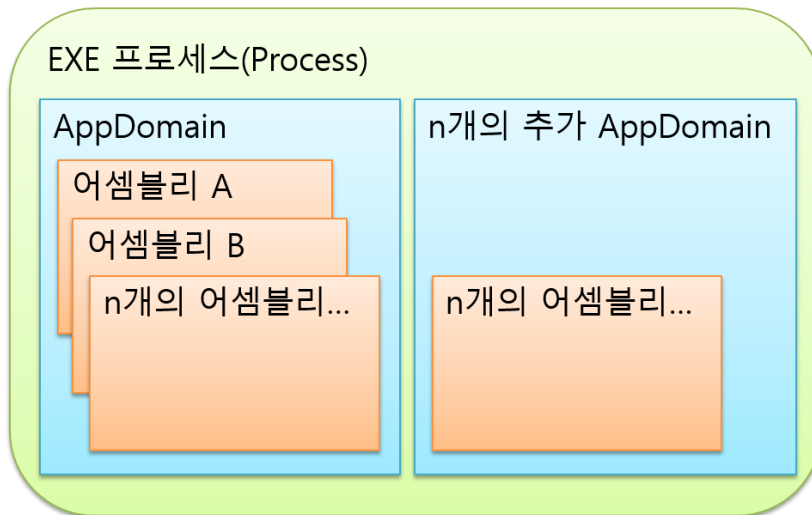 EXE 프로세스(Process)
AppDomain
어셈블리 A
어셈블리 B
n개의 어셈블리...
n개의 추가 AppDomain
n개의 어셈블리...